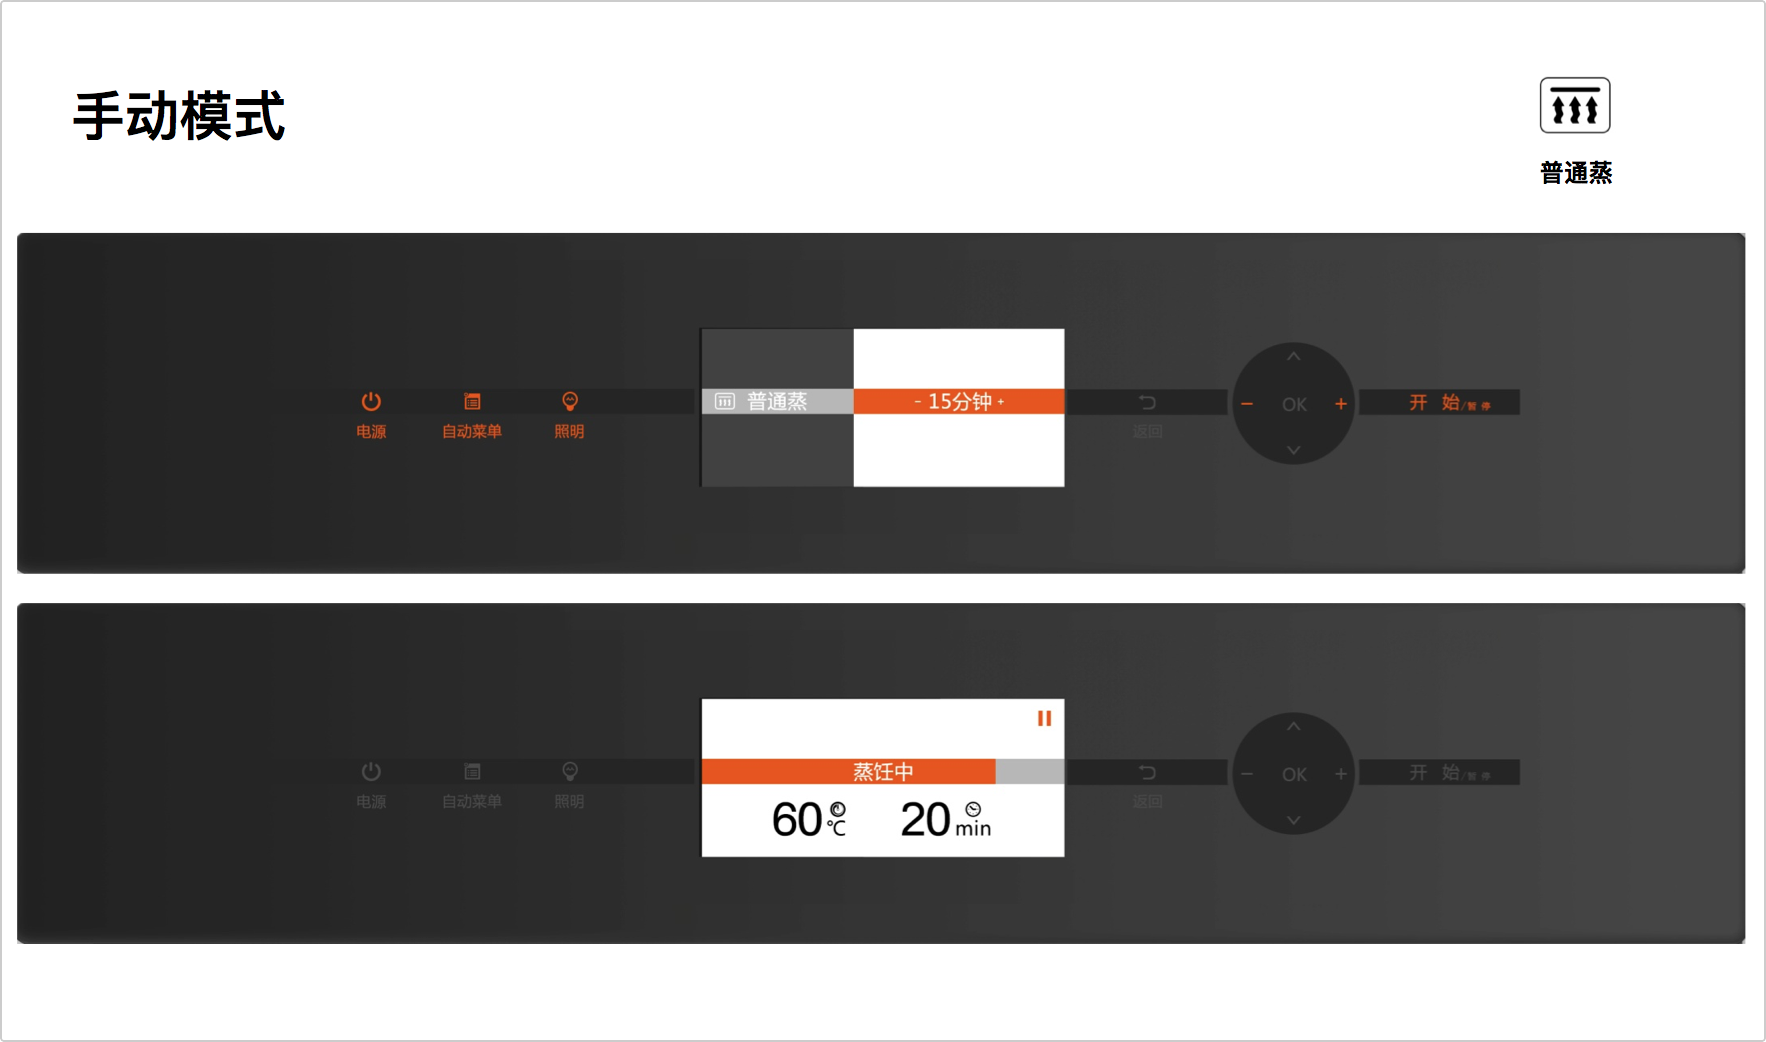 手动模式
普通蒸
普通蒸
- 15分钟 +
电源
自动菜单
照明
返回
OK
开 始/暂停
蒸饪中
60 ℃
20 min
电源
自动菜单
照明
返回
OK
开 始/暂停